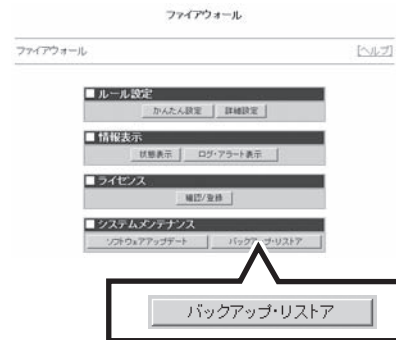 ファイアウォール
ファイアウォール [ヘルプ]
■ ルール設定
かんたん設定 詳細設定
■ 情報表示
状態表示 ログ・アラート表示
■ ライセンス
確認/登録
■ システムメンテナンス
ソフトウェアアップデート バックアップ・リストア
バックアップ・リストア